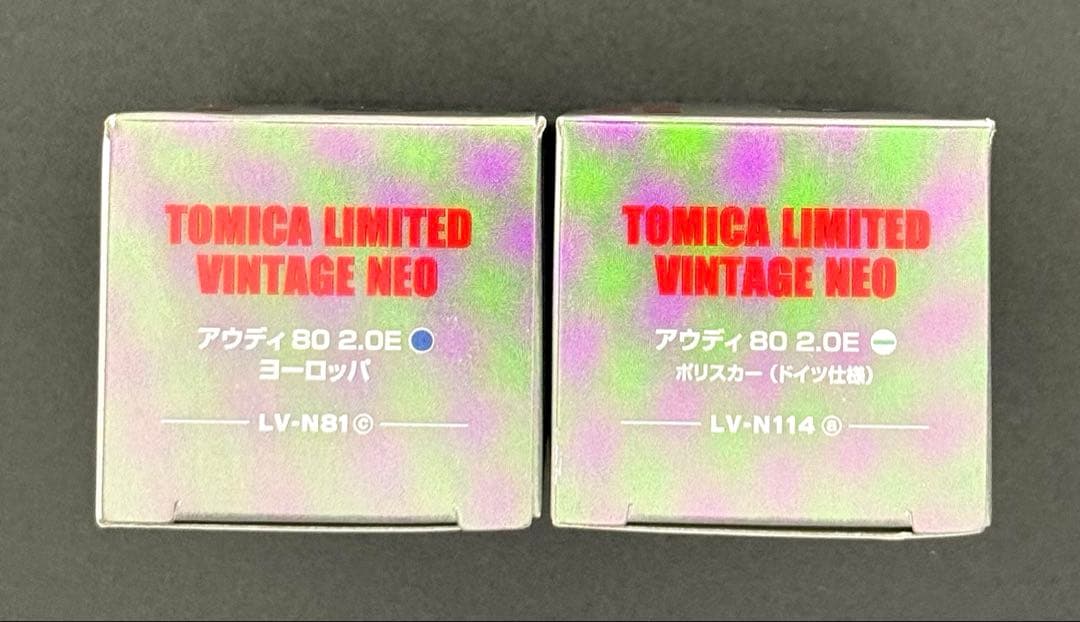 TOMICA LIMITED
VINTAGE NEO
アウディ 80 2.0E
ヨーロッパ
LV-N81 ⓒ
TOMICA LIMITED
VINTAGE NEO
アウディ 80 2.0E
ポリスカー（ドイツ仕様）
LV-N114 ⓐ